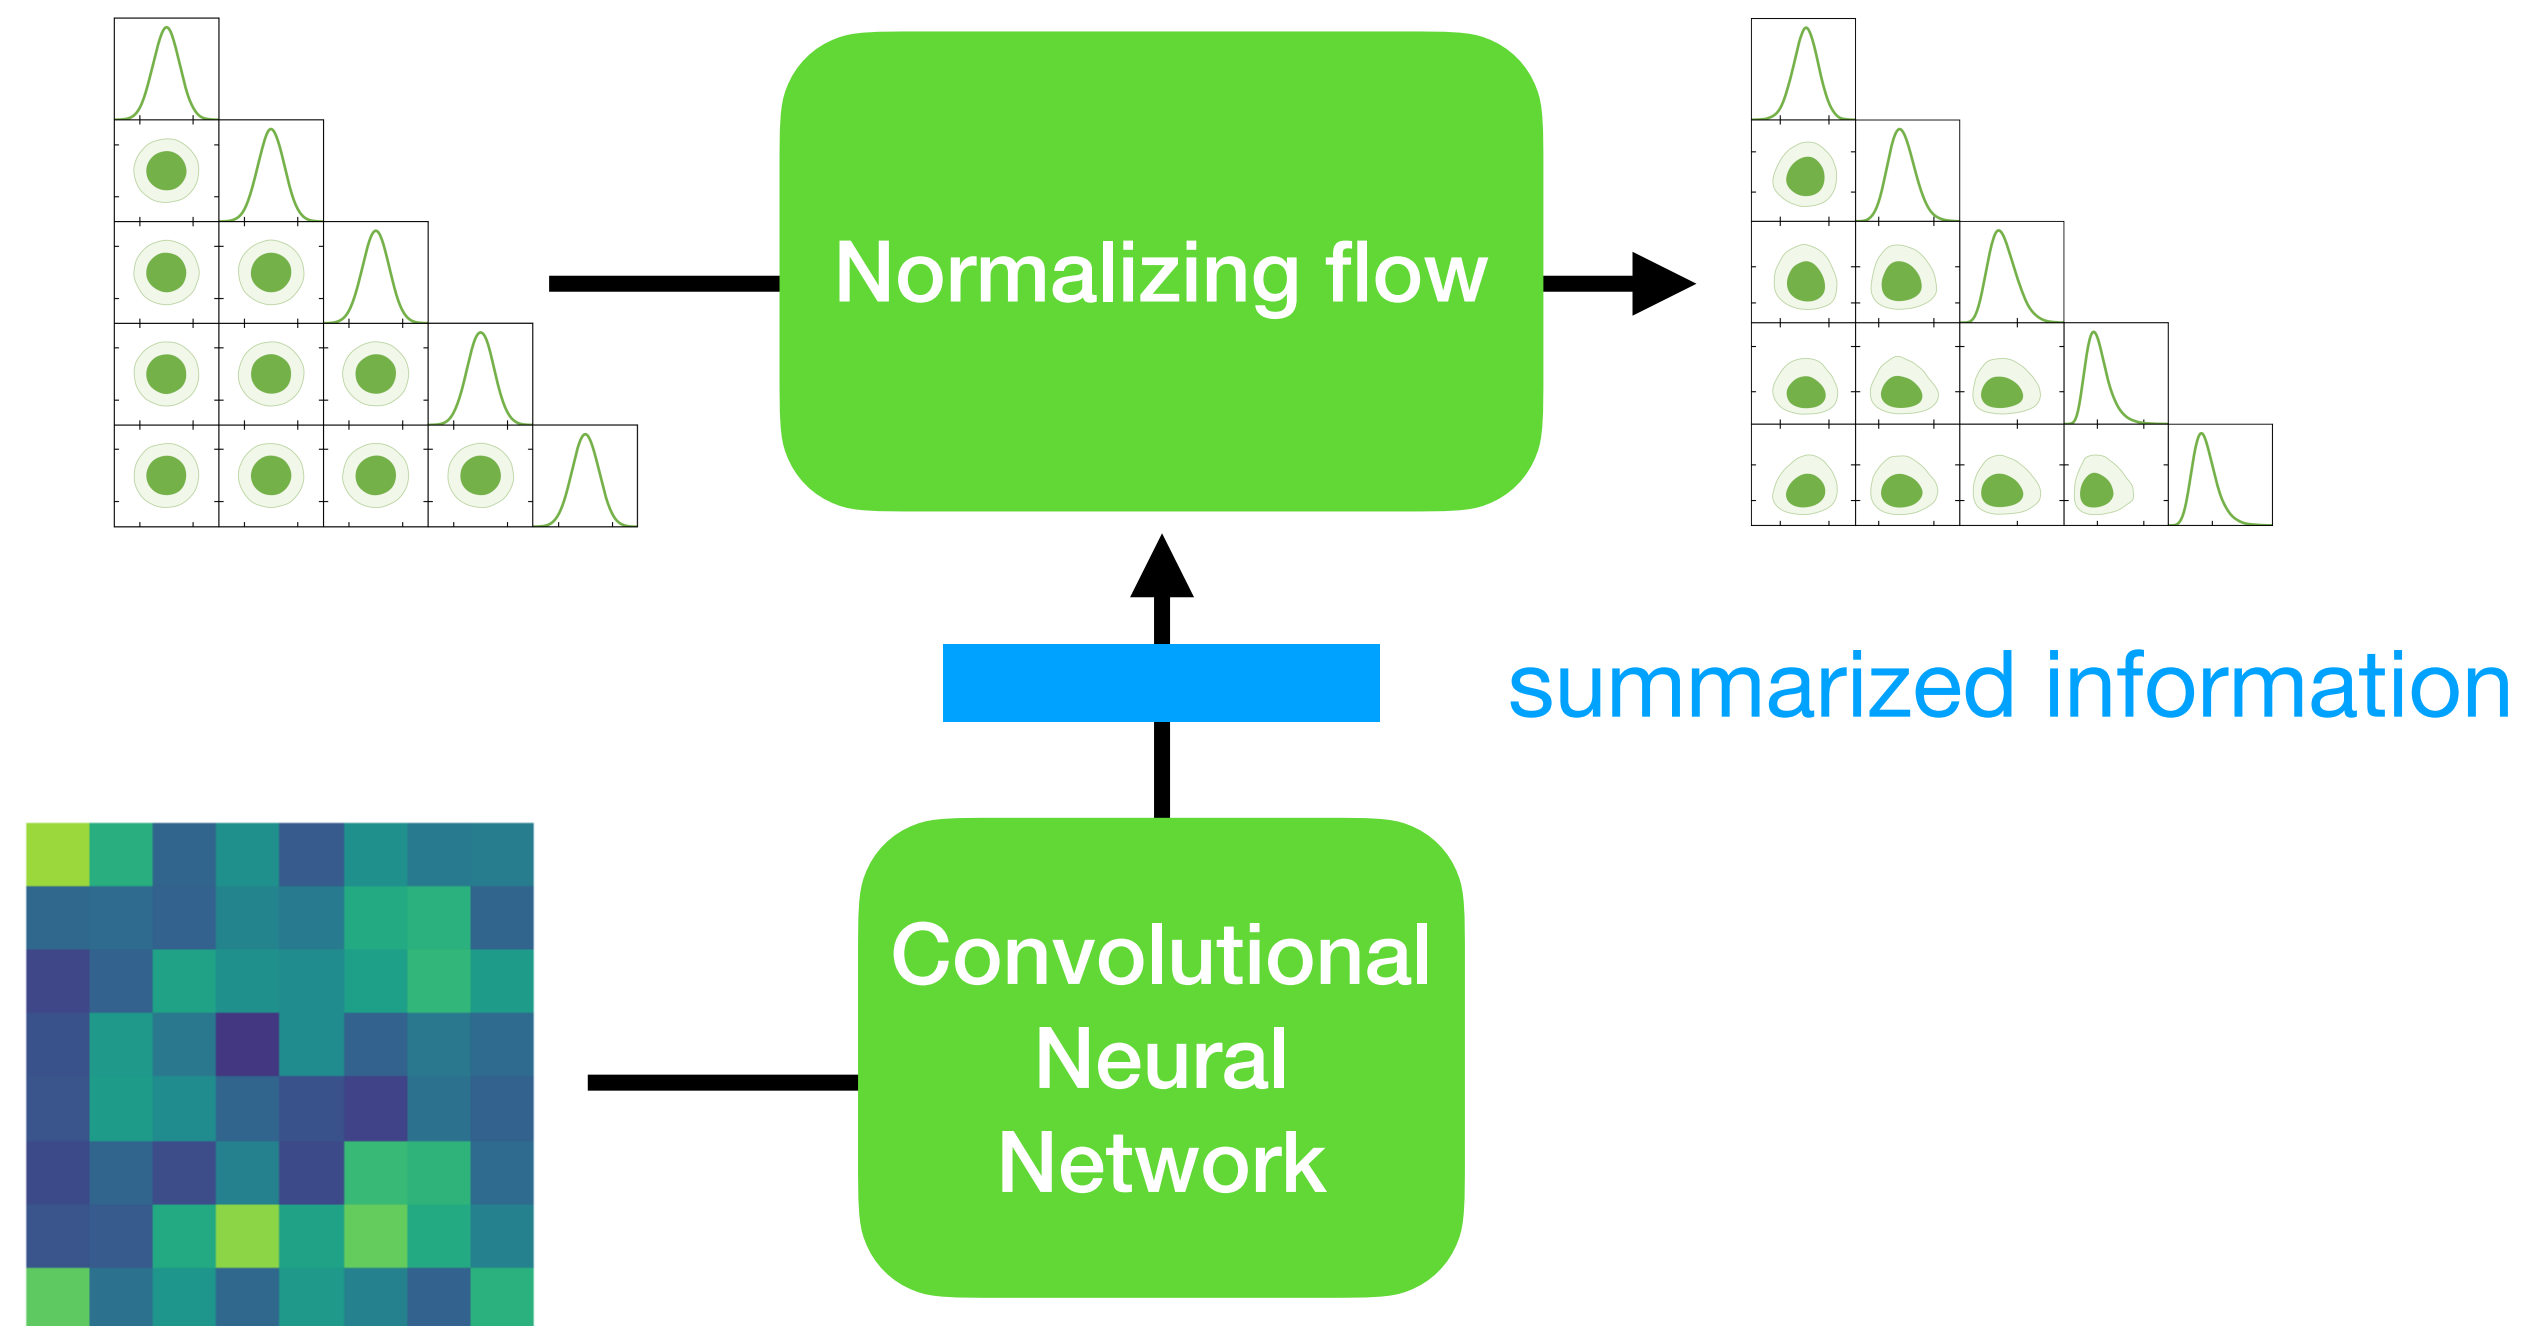 Normalizing flow
summarized information
Convolutional
Neural
Network